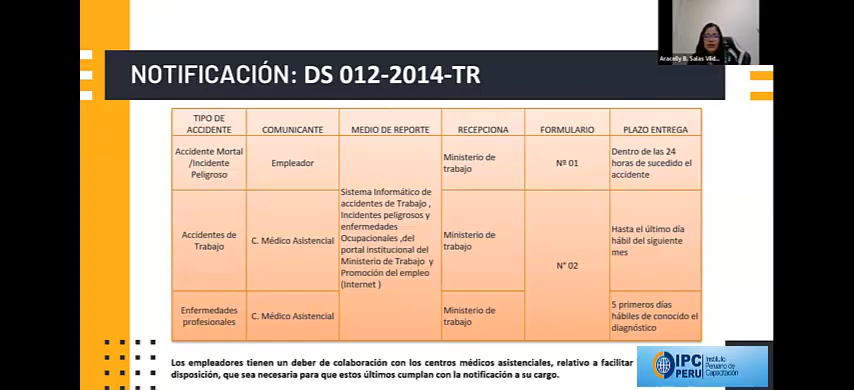 Aracelly B. Salas Vild...
NOTIFICACIÓN: DS 012-2014-TR
TIPO DE
ACCIDENTE
COMUNICANTE
MEDIO DE REPORTE
RECEPCIONA
FORMULARIO
PLAZO ENTREGA
Accidente Mortal
/Incidente
Peligroso
Empleador
Sistema Informático de
accidentes de Trabajo ,
Incidentes peligrosos y
enfermedades
Ocupacionales ,del
portal institucional del
Ministerio de Trabajo y
Promoción del empleo
(Internet )
Ministerio de
trabajo
Nº 01
Dentro de las 24
horas de sucedido el
accidente
Accidentes de
Trabajo
C. Médico Asistencial
Ministerio de
trabajo
N° 02
Hasta el último día
hábil del siguiente
mes
Enfermedades
profesionales
C. Médico Asistencial
Ministerio de
trabajo
5 primeros días
hábiles de conocido el
diagnóstico
Los empleadores tienen un deber de colaboración con los centros médicos asistenciales, relativo a facilitar
disposición, que sea necesaria para que estos últimos cumplan con la notificación a su cargo.
IPC
PERU
Instituto
Peruano de
Capacitación